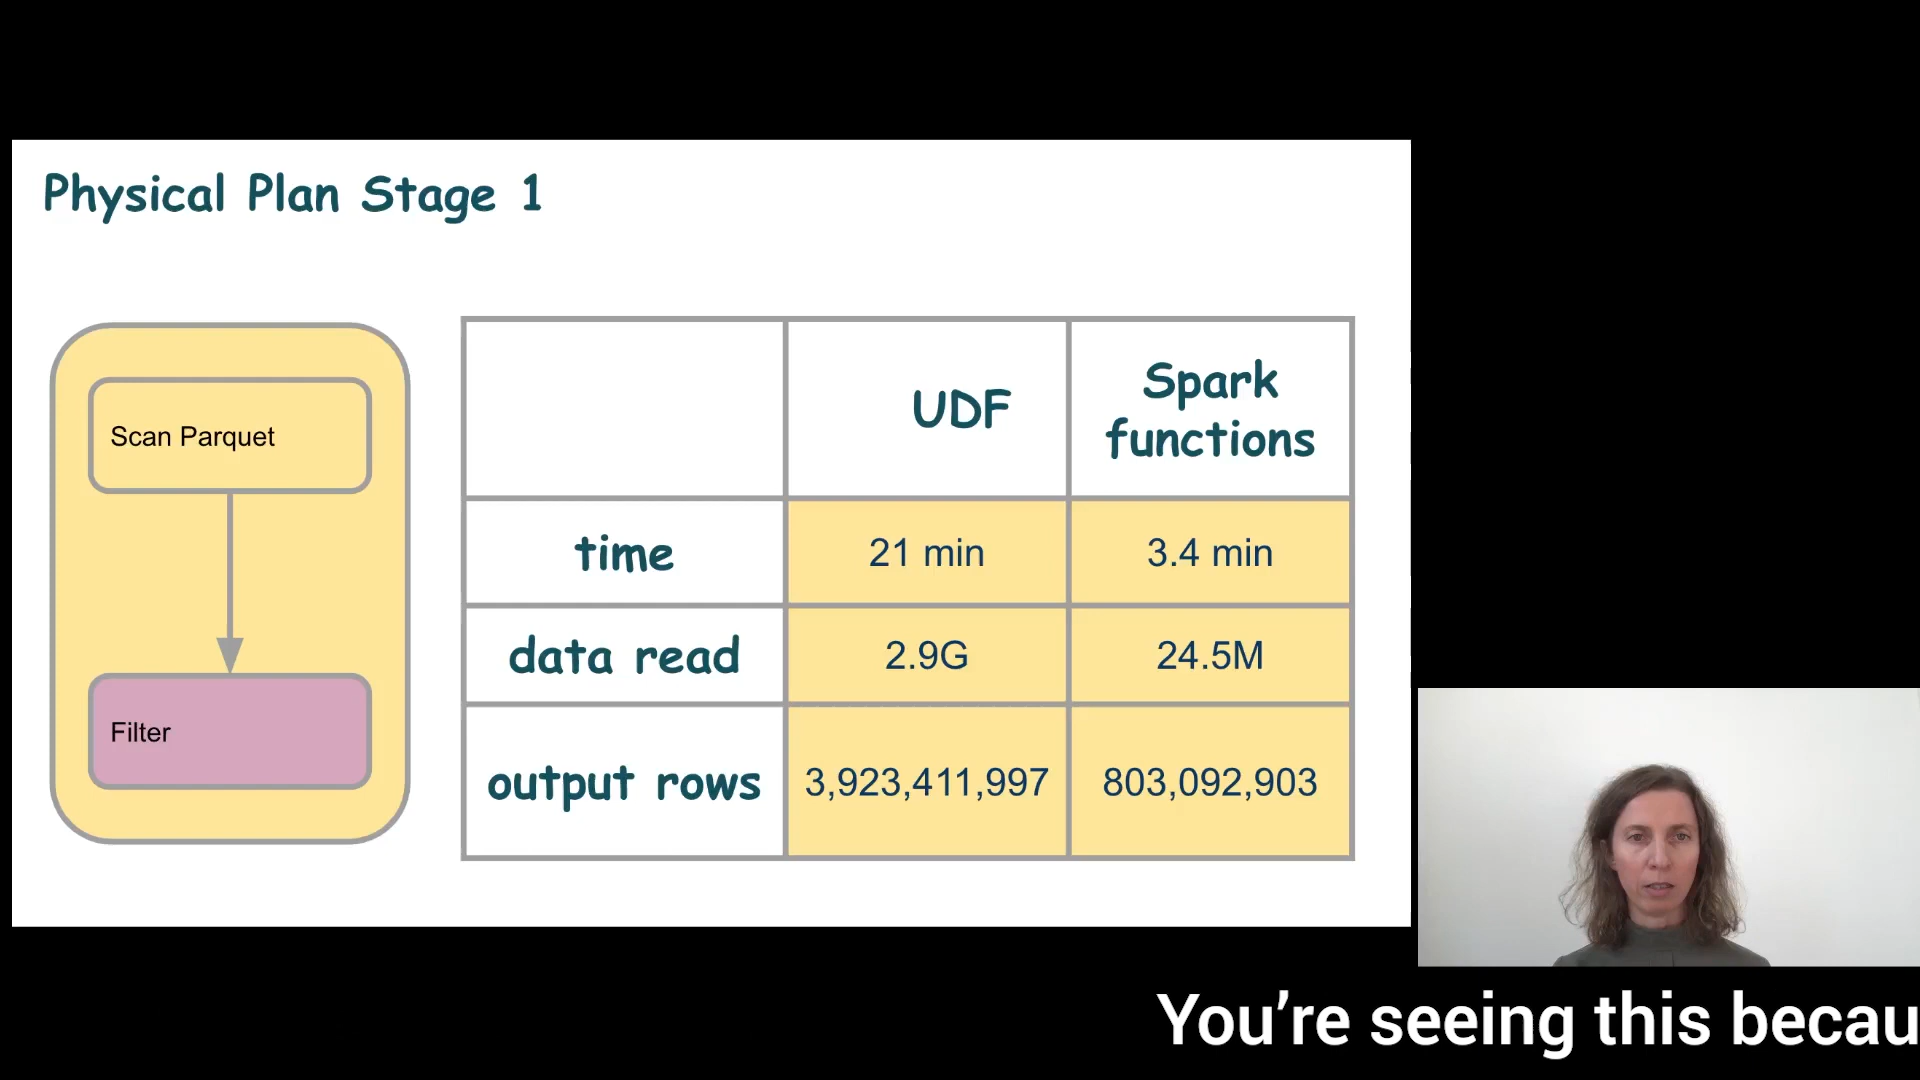 Physical Plan Stage 1
Scan Parquet
Filter
UDF
Spark
functions
time
21 min
3.4 min
data read
2.9G
24.5M
output rows
3,923,411,997
803,092,903
You’re seeing this becau